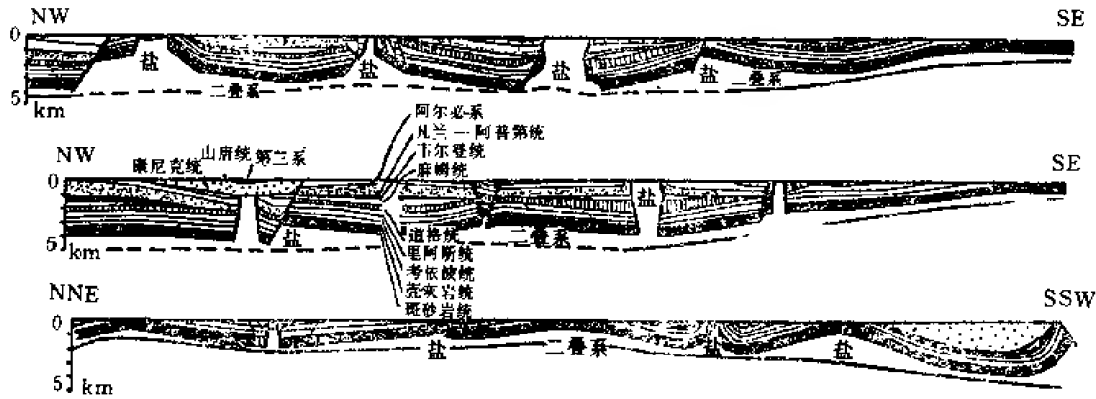 NW
SE
0
盐
盐
盐
盐
二叠系
二叠系
5
km
阿尔必系
凡兰一阿普第统
韦尔登统
麻姆统
NW
康尼克统
山唐统
第三系
SE
0
盐
二叠系
5
km
道格统
里阿斯统
考依波统
壳灰岩统
斑砂岩统
NNE
SSW
0
盐
二叠系
盐
盐
5
km